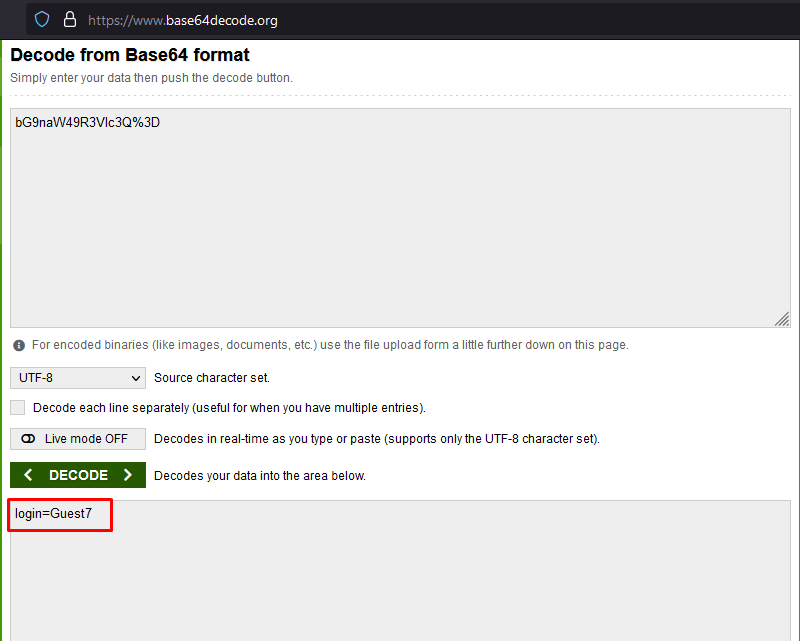 https://www.base64decode.org
Decode from Base64 format
Simply enter your data then push the decode button.
bG9naW49R3Vlc3Q%3D
For encoded binaries (like images, documents, etc.) use the file upload form a little further down on this page.
UTF-8 Source character set.
Decode each line separately (useful for when you have multiple entries).
Live mode OFF Decodes in real-time as you type or paste (supports only the UTF-8 character set).
< DECODE > Decodes your data into the area below.
login=Guest7